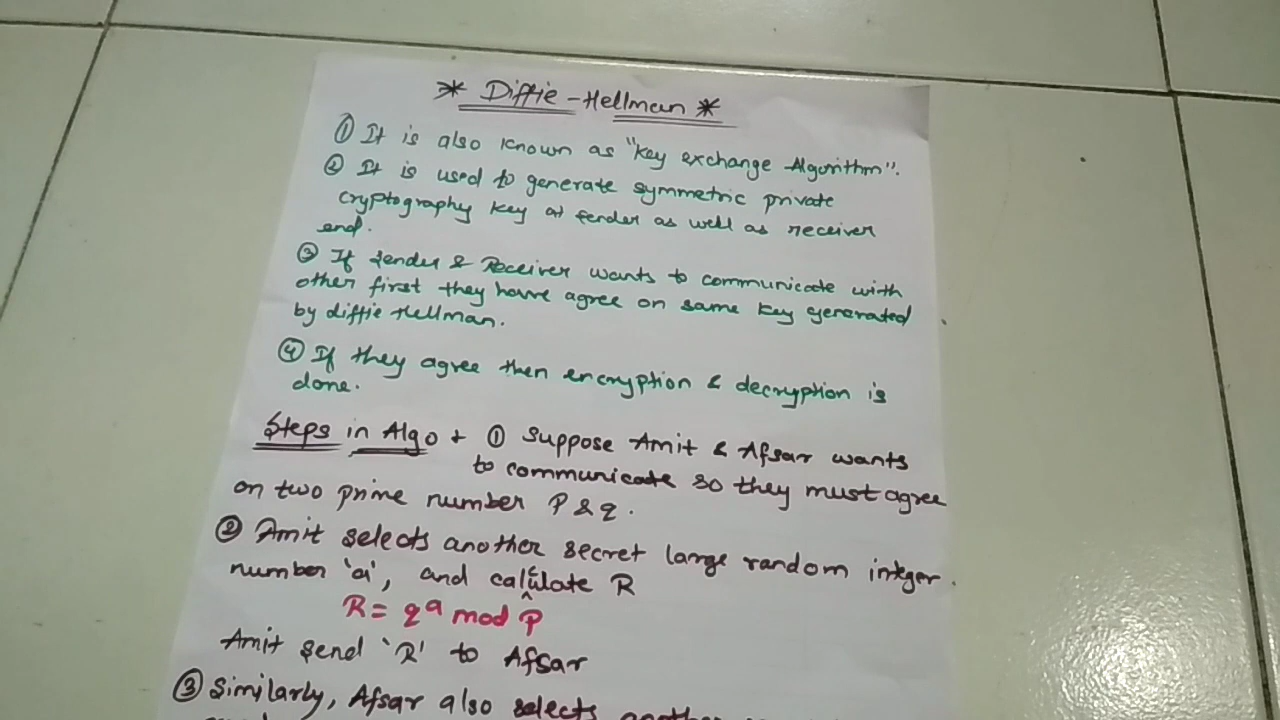 * Diffie-Hellman *
① It is also known as "key exchange Algorithm".
② It is used to generate symmetric private
cryptography key at sender as well as receiver
end.
③ If sender & Receiver wants to communicate with
other first they have agree on same key generated
by diffie Hellman.
④ If they agree then encryption & decryption is
done.
Steps in Algo + ① Suppose Amit & Afsar wants
to communicate so they must agree
on two prime number P & q.
② Amit selects another secret large random integer
number 'a', and calculate R
R = q^a mod P
Amit send 'R' to Afsar
③ Similarly, Afsar also selects another